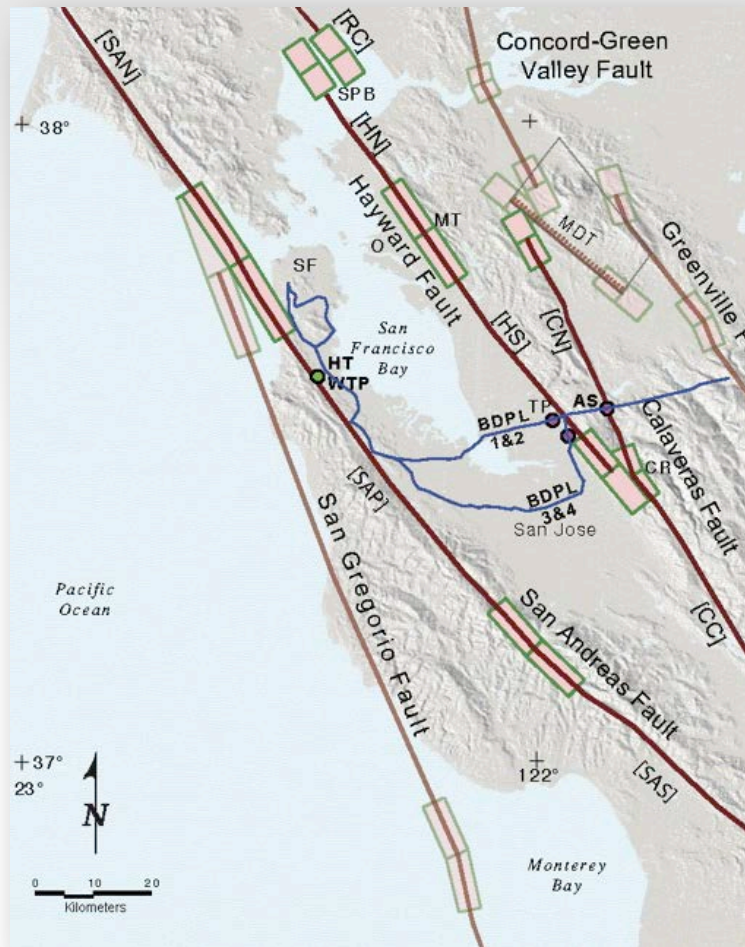 Concord-Green
Valley Fault
[SAN]
[RC]
38°
SPB
[HN]
Hayward Fault
MT
O
MDT
Greenville F
SF
San
Francisco
Bay
[HS]
[CN]
HT
WTP
TP
AS
BDPL
1&2
Calaveras Fault
CR
[SAP]
BDPL
3&4
San Jose
San Gregorio Fault
Pacific
Ocean
San Andreas Fault
[CC]
37°
23°
122°
[SAS]
N
Monterey
Bay
0 10 20
Kilometers